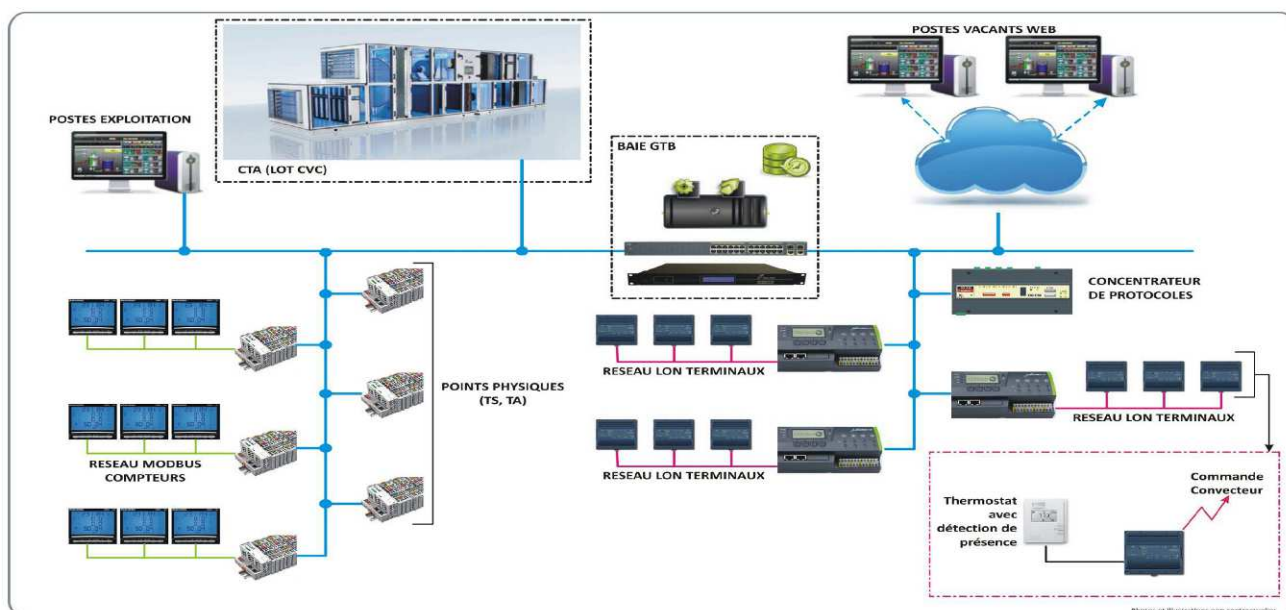 POSTES VACANTS WEB
POSTES EXPLOITATION
CTA (LOT CVC)
BAIE GTB
CONCENTRATEUR
DE PROTOCOLES
RESEAU LON TERMINAUX
POINTS PHYSIQUES
(TS, TA)
RESEAU LON TERMINAUX
RESEAU MODBUS
COMPTEURS
RESEAU LON TERMINAUX
Commande
Convecteur
Thermostat
avec
détection de
présence